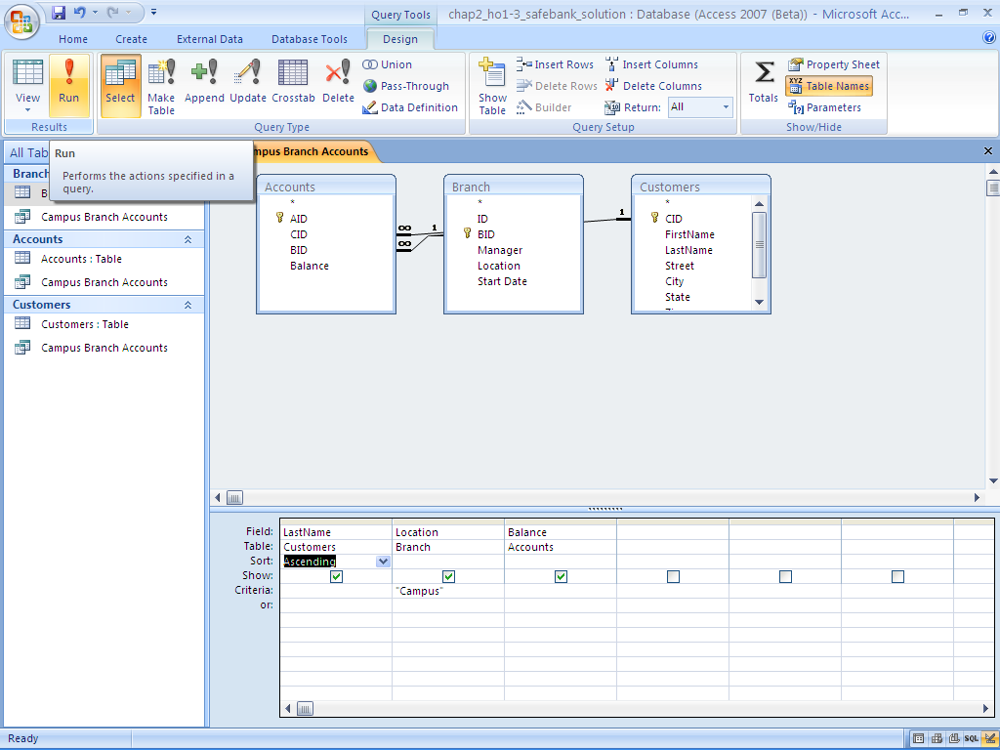 Query Tools
chap2_ho1-3_safebank_solution : Database (Access 2007 (Beta)) - Microsoft Acc...
Home
Create
External Data
Database Tools
Design
View
Run
Results
Select
Make Table
Append
Update
Crosstab
Delete
Union
Pass-Through
Data Definition
Query Type
Show Table
Insert Rows
Delete Rows
Builder
Insert Columns
Delete Columns
Return: All
Query Setup
Totals
Property Sheet
Table Names
Parameters
Show/Hide
All Tab
Run
Performs the actions specified in a
query.
mpus Branch Accounts
Branch
B
Campus Branch Accounts
Accounts
Accounts : Table
Campus Branch Accounts
Customers
Customers : Table
Campus Branch Accounts
Accounts
*
AID
CID
BID
Balance
∞
∞
1
Branch
*
ID
BID
Manager
Location
Start Date
1
Customers
*
CID
FirstName
LastName
Street
City
State
Field: LastName Location Balance
Table: Customers Branch Accounts
Sort: Ascending
Show:
Criteria: "Campus"
or:
Ready
SQL